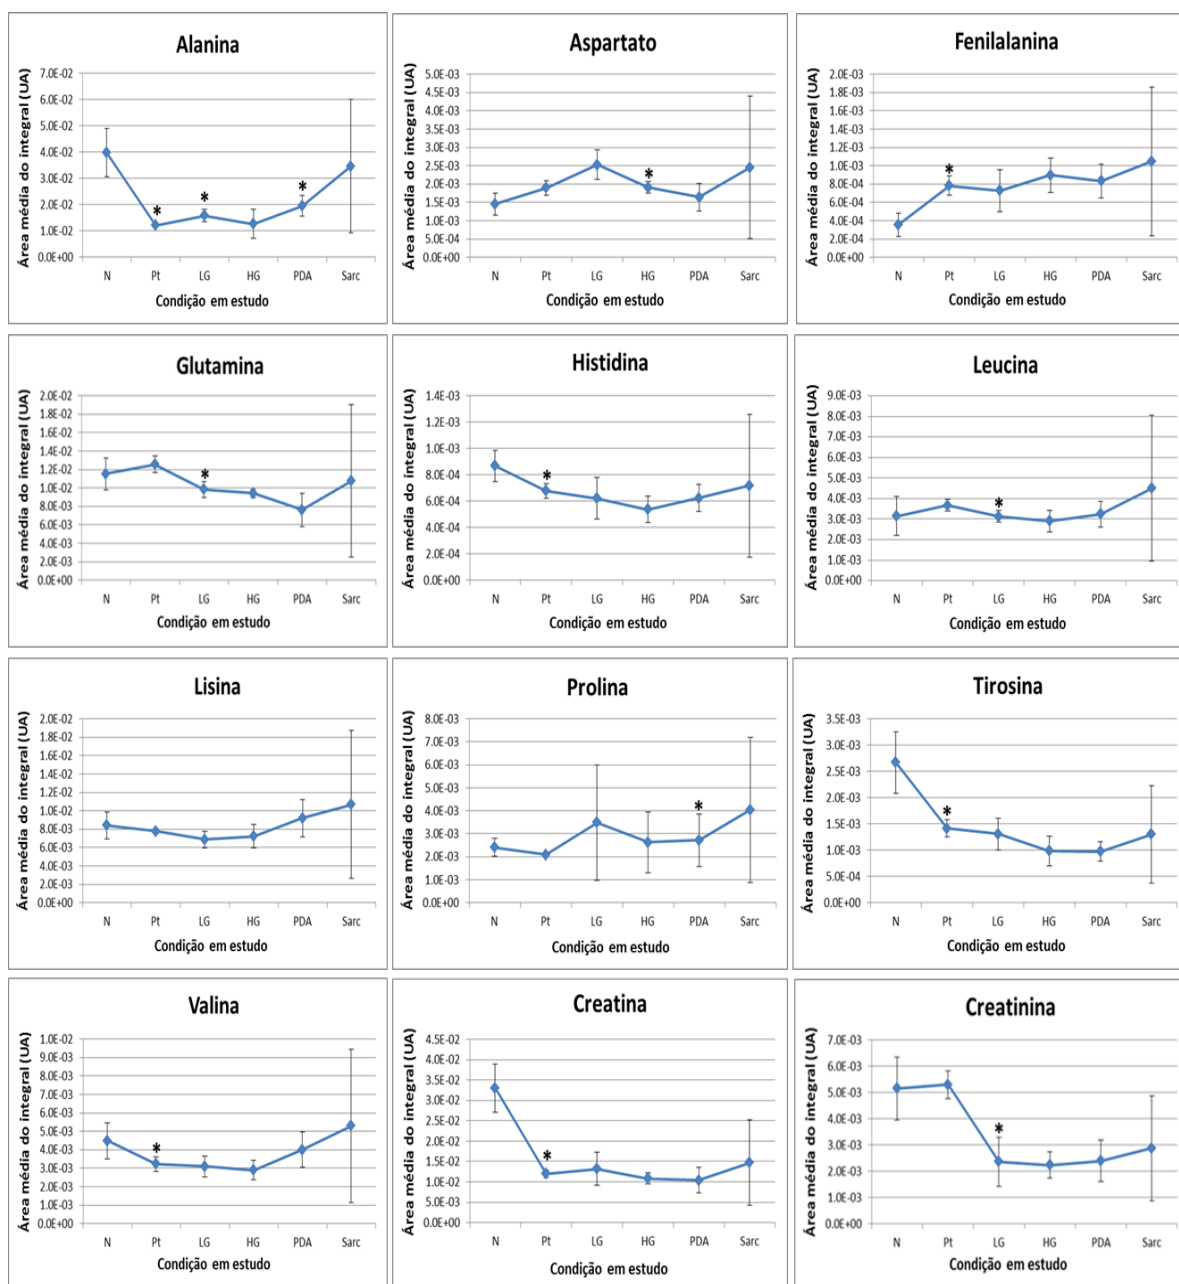 Alanina
Área média do integral (UA)
7.0E-02
6.0E-02
5.0E-02
4.0E-02
3.0E-02
2.0E-02
1.0E-02
0.0E+00
* * *
N Pt LG HG PDA Sarc
Condição em estudo
Aspartato
Área média do integral (UA)
5.0E-03
4.5E-03
4.0E-03
3.5E-03
3.0E-03
2.5E-03
2.0E-03
1.5E-03
1.0E-03
5.0E-04
0.0E+00
*
N Pt LG HG PDA Sarc
Condição em estudo
Fenilalanina
Área média do integral (UA)
2.0E-03
1.8E-03
1.6E-03
1.4E-03
1.2E-03
1.0E-03
8.0E-04
6.0E-04
4.0E-04
2.0E-04
0.0E+00
*
N Pt LG HG PDA Sarc
Condição em estudo
Glutamina
Área média do integral (UA)
2.0E-02
1.8E-02
1.6E-02
1.4E-02
1.2E-02
1.0E-02
8.0E-03
6.0E-03
4.0E-03
2.0E-03
0.0E+00
*
N Pt LG HG PDA Sarc
Condição em estudo
Histidina
Área média do integral (UA)
1.4E-03
1.2E-03
1.0E-03
8.0E-04
6.0E-04
4.0E-04
2.0E-04
0.0E+00
*
N Pt LG HG PDA Sarc
Condição em estudo
Leucina
Área média do integral (UA)
9.0E-03
8.0E-03
7.0E-03
6.0E-03
5.0E-03
4.0E-03
3.0E-03
2.0E-03
1.0E-03
0.0E+00
*
N Pt LG HG PDA Sarc
Condição em estudo
Lisina
Área média do integral (UA)
2.0E-02
1.8E-02
1.6E-02
1.4E-02
1.2E-02
1.0E-02
8.0E-03
6.0E-03
4.0E-03
2.0E-03
0.0E+00
N Pt LG HG PDA Sarc
Condição em estudo
Prolina
Área média do integral (UA)
8.0E-03
7.0E-03
6.0E-03
5.0E-03
4.0E-03
3.0E-03
2.0E-03
1.0E-03
0.0E+00
*
N Pt LG HG PDA Sarc
Condição em estudo
Tirosina
Área média do integral (UA)
3.5E-03
3.0E-03
2.5E-03
2.0E-03
1.5E-03
1.0E-03
5.0E-04
0.0E+00
*
N Pt LG HG PDA Sarc
Condição em estudo
Valina
Área média do integral (UA)
1.0E-02
9.0E-03
8.0E-03
7.0E-03
6.0E-03
5.0E-03
4.0E-03
3.0E-03
2.0E-03
1.0E-03
0.0E+00
*
N Pt LG HG PDA Sarc
Condição em estudo
Creatina
Área média do integral (UA)
4.5E-02
4.0E-02
3.5E-02
3.0E-02
2.5E-02
2.0E-02
1.5E-02
1.0E-02
5.0E-03
0.0E+00
*
N Pt LG HG PDA Sarc
Condição em estudo
Creatinina
Área média do integral (UA)
7.0E-03
6.0E-03
5.0E-03
4.0E-03
3.0E-03
2.0E-03
1.0E-03
0.0E+00
*
N Pt LG HG PDA Sarc
Condição em estudo